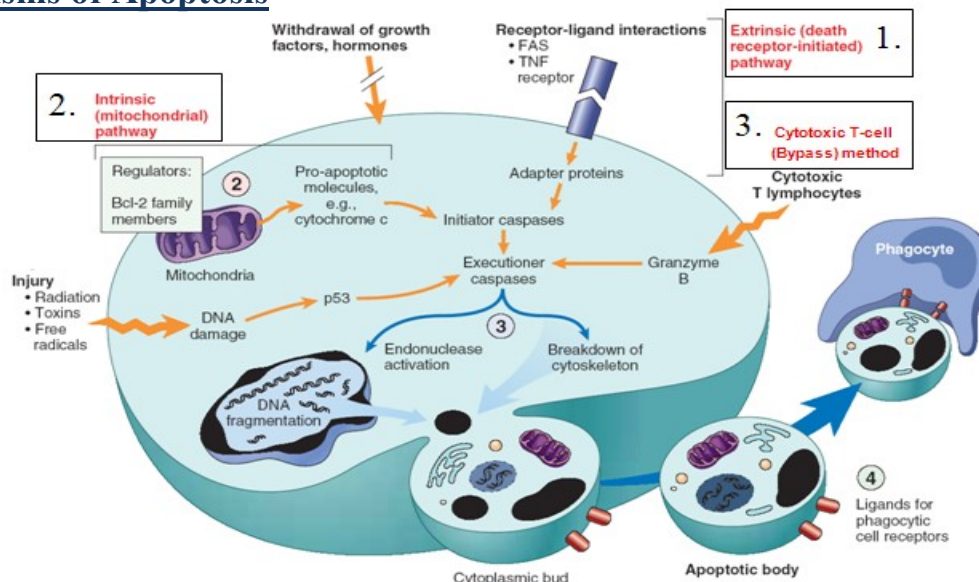 Withdrawal of growth
factors, hormones
Receptor-ligand interactions
• FAS
• TNF
receptor
Extrinsic (death
receptor-initiated)
pathway
1.
2.
Intrinsic
(mitochondrial)
pathway
3.
Cytotoxic T-cell
(Bypass) method
Cytotoxic
T lymphocytes
Regulators:
Bcl-2 family
members
2
Pro-apoptotic
molecules,
e.g.,
cytochrome c
Mitochondria
Adapter proteins
Initiator caspases
Executioner
caspases
Granzyme
B
Phagocyte
Injury
• Radiation
• Toxins
• Free
radicals
DNA
damage
p53
3
Endonuclease
activation
Breakdown of
cytoskeleton
DNA
fragmentation
4
Ligands for
phagocytic
cell receptors
Cytoplasmic bud
Apoptotic body